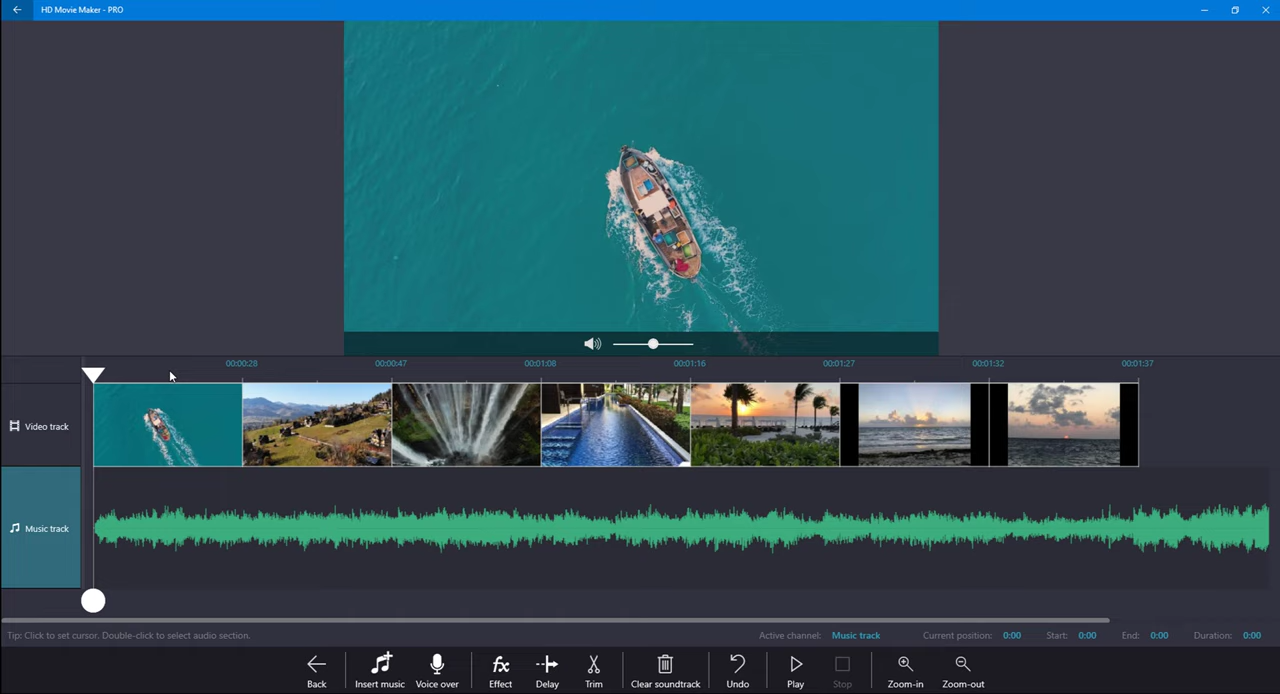 HD Movie Maker - PRO
00:00:28 00:00:47 00:01:08 00:01:16 00:01:27 00:01:32 00:01:37
Video track
Music track
Tip: Click to set cursor. Double-click to select audio section.
Active channel: Music track Current position: 0:00 Start: 0:00 End: 0:00 Duration: 0:00
Back Insert music Voice over Effect Delay Trim Clear soundtrack Undo Play Stop Zoom-in Zoom-out